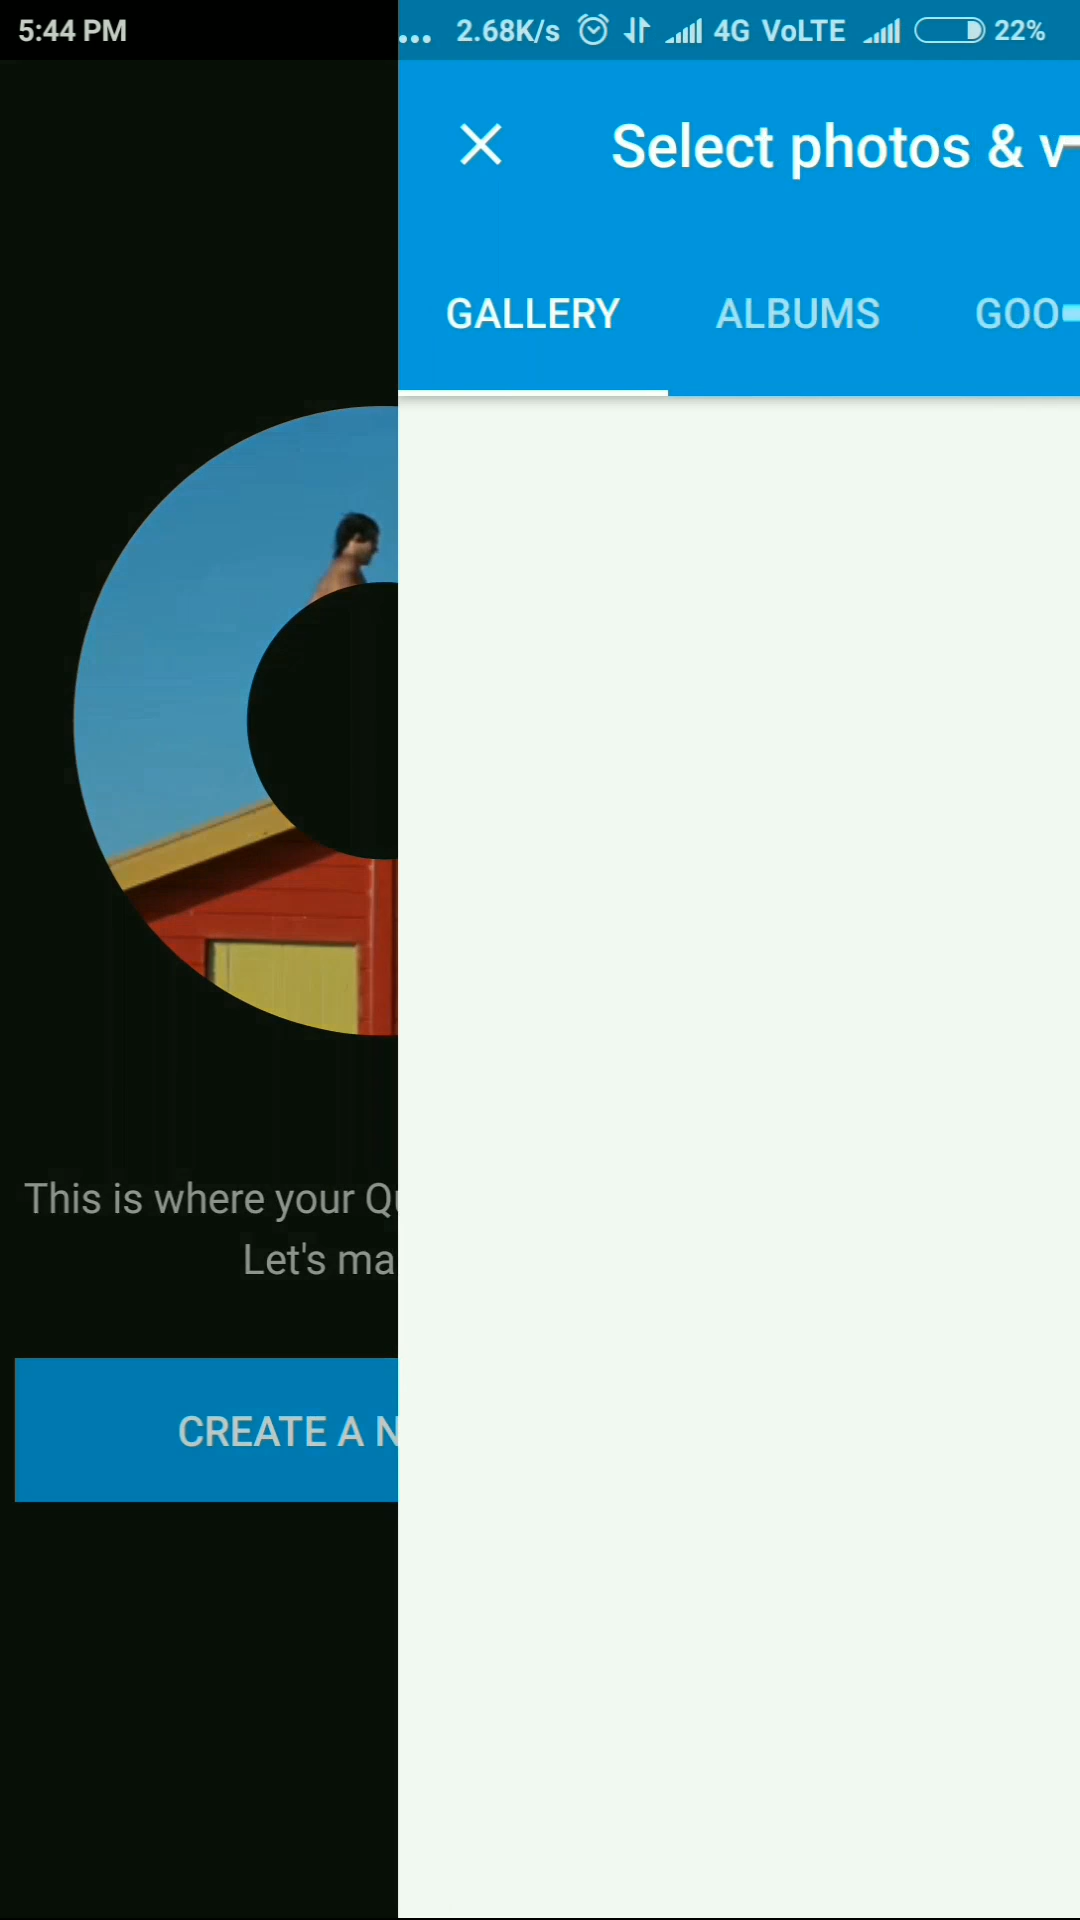 5:44 PM
... 2.68K/s 4G VoLTE 22%
Select photos & v
GALLERY ALBUMS GOO
This is where your Qu
Let's ma
CREATE A N